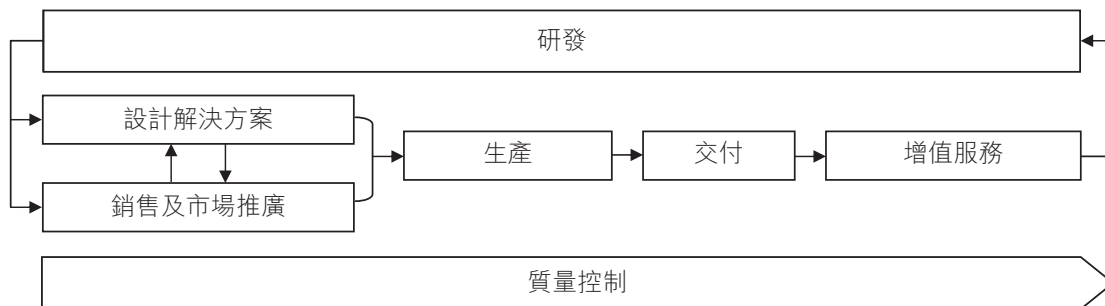 研發
設計解決方案
銷售及市場推廣
生產
交付
增值服務
質量控制